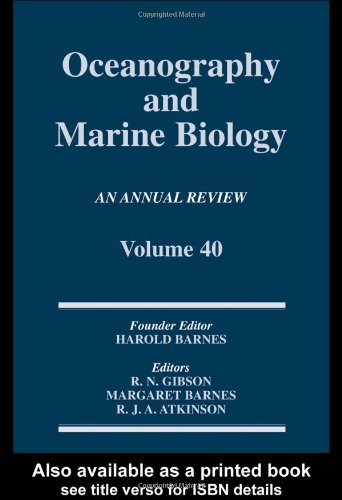 Oceanography
and
Marine Biology
AN ANNUAL REVIEW
Volume 40
Founder Editor
HAROLD BARNES
Editors
R. N. GIBSON
MARGARET BARNES
R. J. A. ATKINSON
Also available as a printed book
see title verso for ISBN details